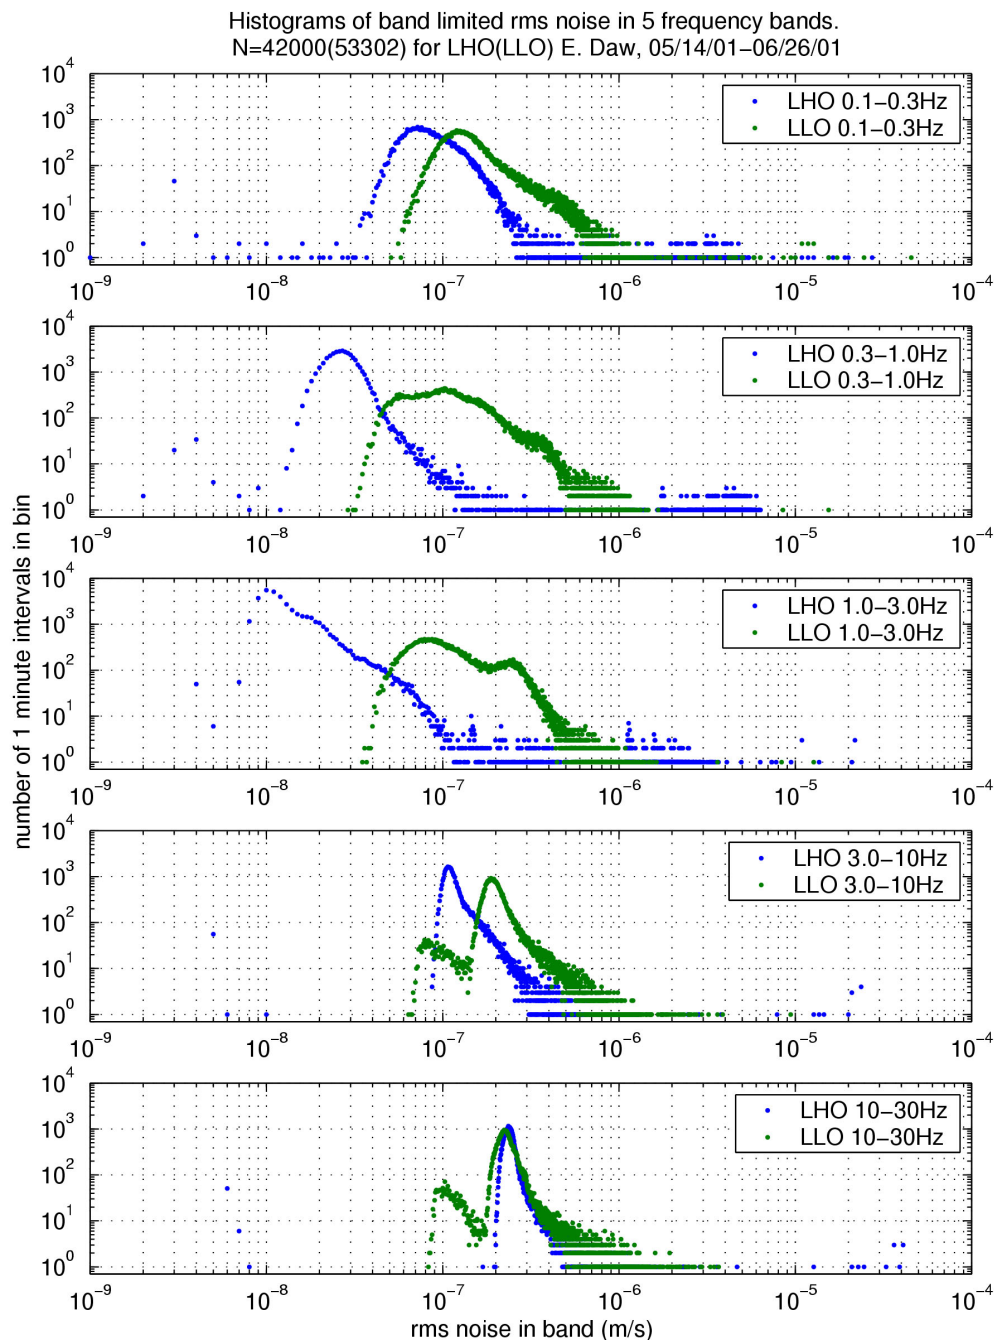 Histograms of band limited rms noise in 5 frequency bands.
N=42000(53302) for LHO(LLO) E. Daw, 05/14/01−06/26/01
number of 1 minute intervals in bin
10^4
10^3
10^2
10^1
10^0
LHO 0.1−0.3Hz
LLO 0.1−0.3Hz
10^−9 10^−8 10^−7 10^−6 10^−5 10^−4
10^4
10^3
10^2
10^1
10^0
LHO 0.3−1.0Hz
LLO 0.3−1.0Hz
10^−9 10^−8 10^−7 10^−6 10^−5 10^−4
10^4
10^3
10^2
10^1
10^0
LHO 1.0−3.0Hz
LLO 1.0−3.0Hz
10^−9 10^−8 10^−7 10^−6 10^−5 10^−4
10^4
10^3
10^2
10^1
10^0
LHO 3.0−10Hz
LLO 3.0−10Hz
10^−9 10^−8 10^−7 10^−6 10^−5 10^−4
10^4
10^3
10^2
10^1
10^0
LHO 10−30Hz
LLO 10−30Hz
10^−9 10^−8 10^−7 10^−6 10^−5 10^−4
rms noise in band (m/s)